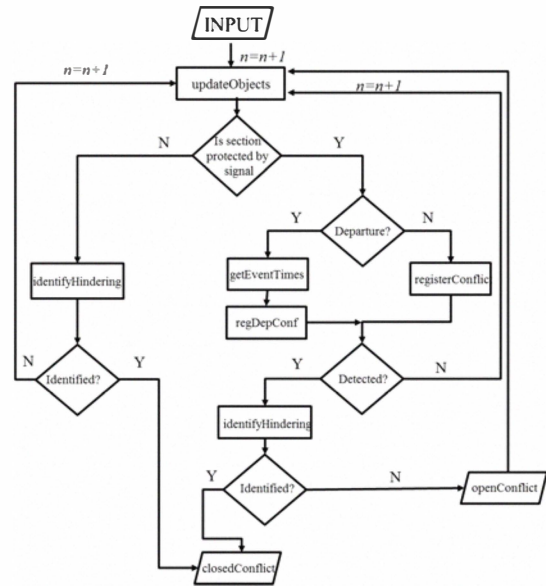 INPUT
n=n+1
n=n+1
updateObjects
n=n+1
N
Is section
protected by
signal
Y
Y
Departure?
N
identifyHindering
getEventTimes
registerConflict
regDepConf
N
Identified?
Y
Y
Detected?
N
identifyHindering
Y
Identified?
N
openConflict
closedConflict